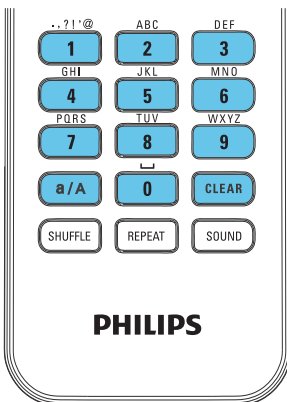 .,?!'@ ABC DEF
1 2 3
GHI JKL MNO
4 5 6
PQRS TUV WXYZ
7 8 9
a/A 0 CLEAR
SHUFFLE REPEAT SOUND
PHILIPS